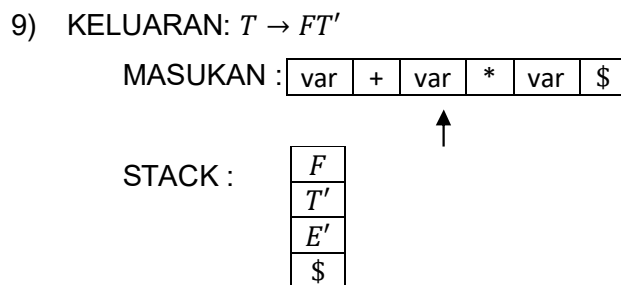 9) KELUARAN: T → FT′
MASUKAN : var + var * var $
STACK : F
T′
E′
$